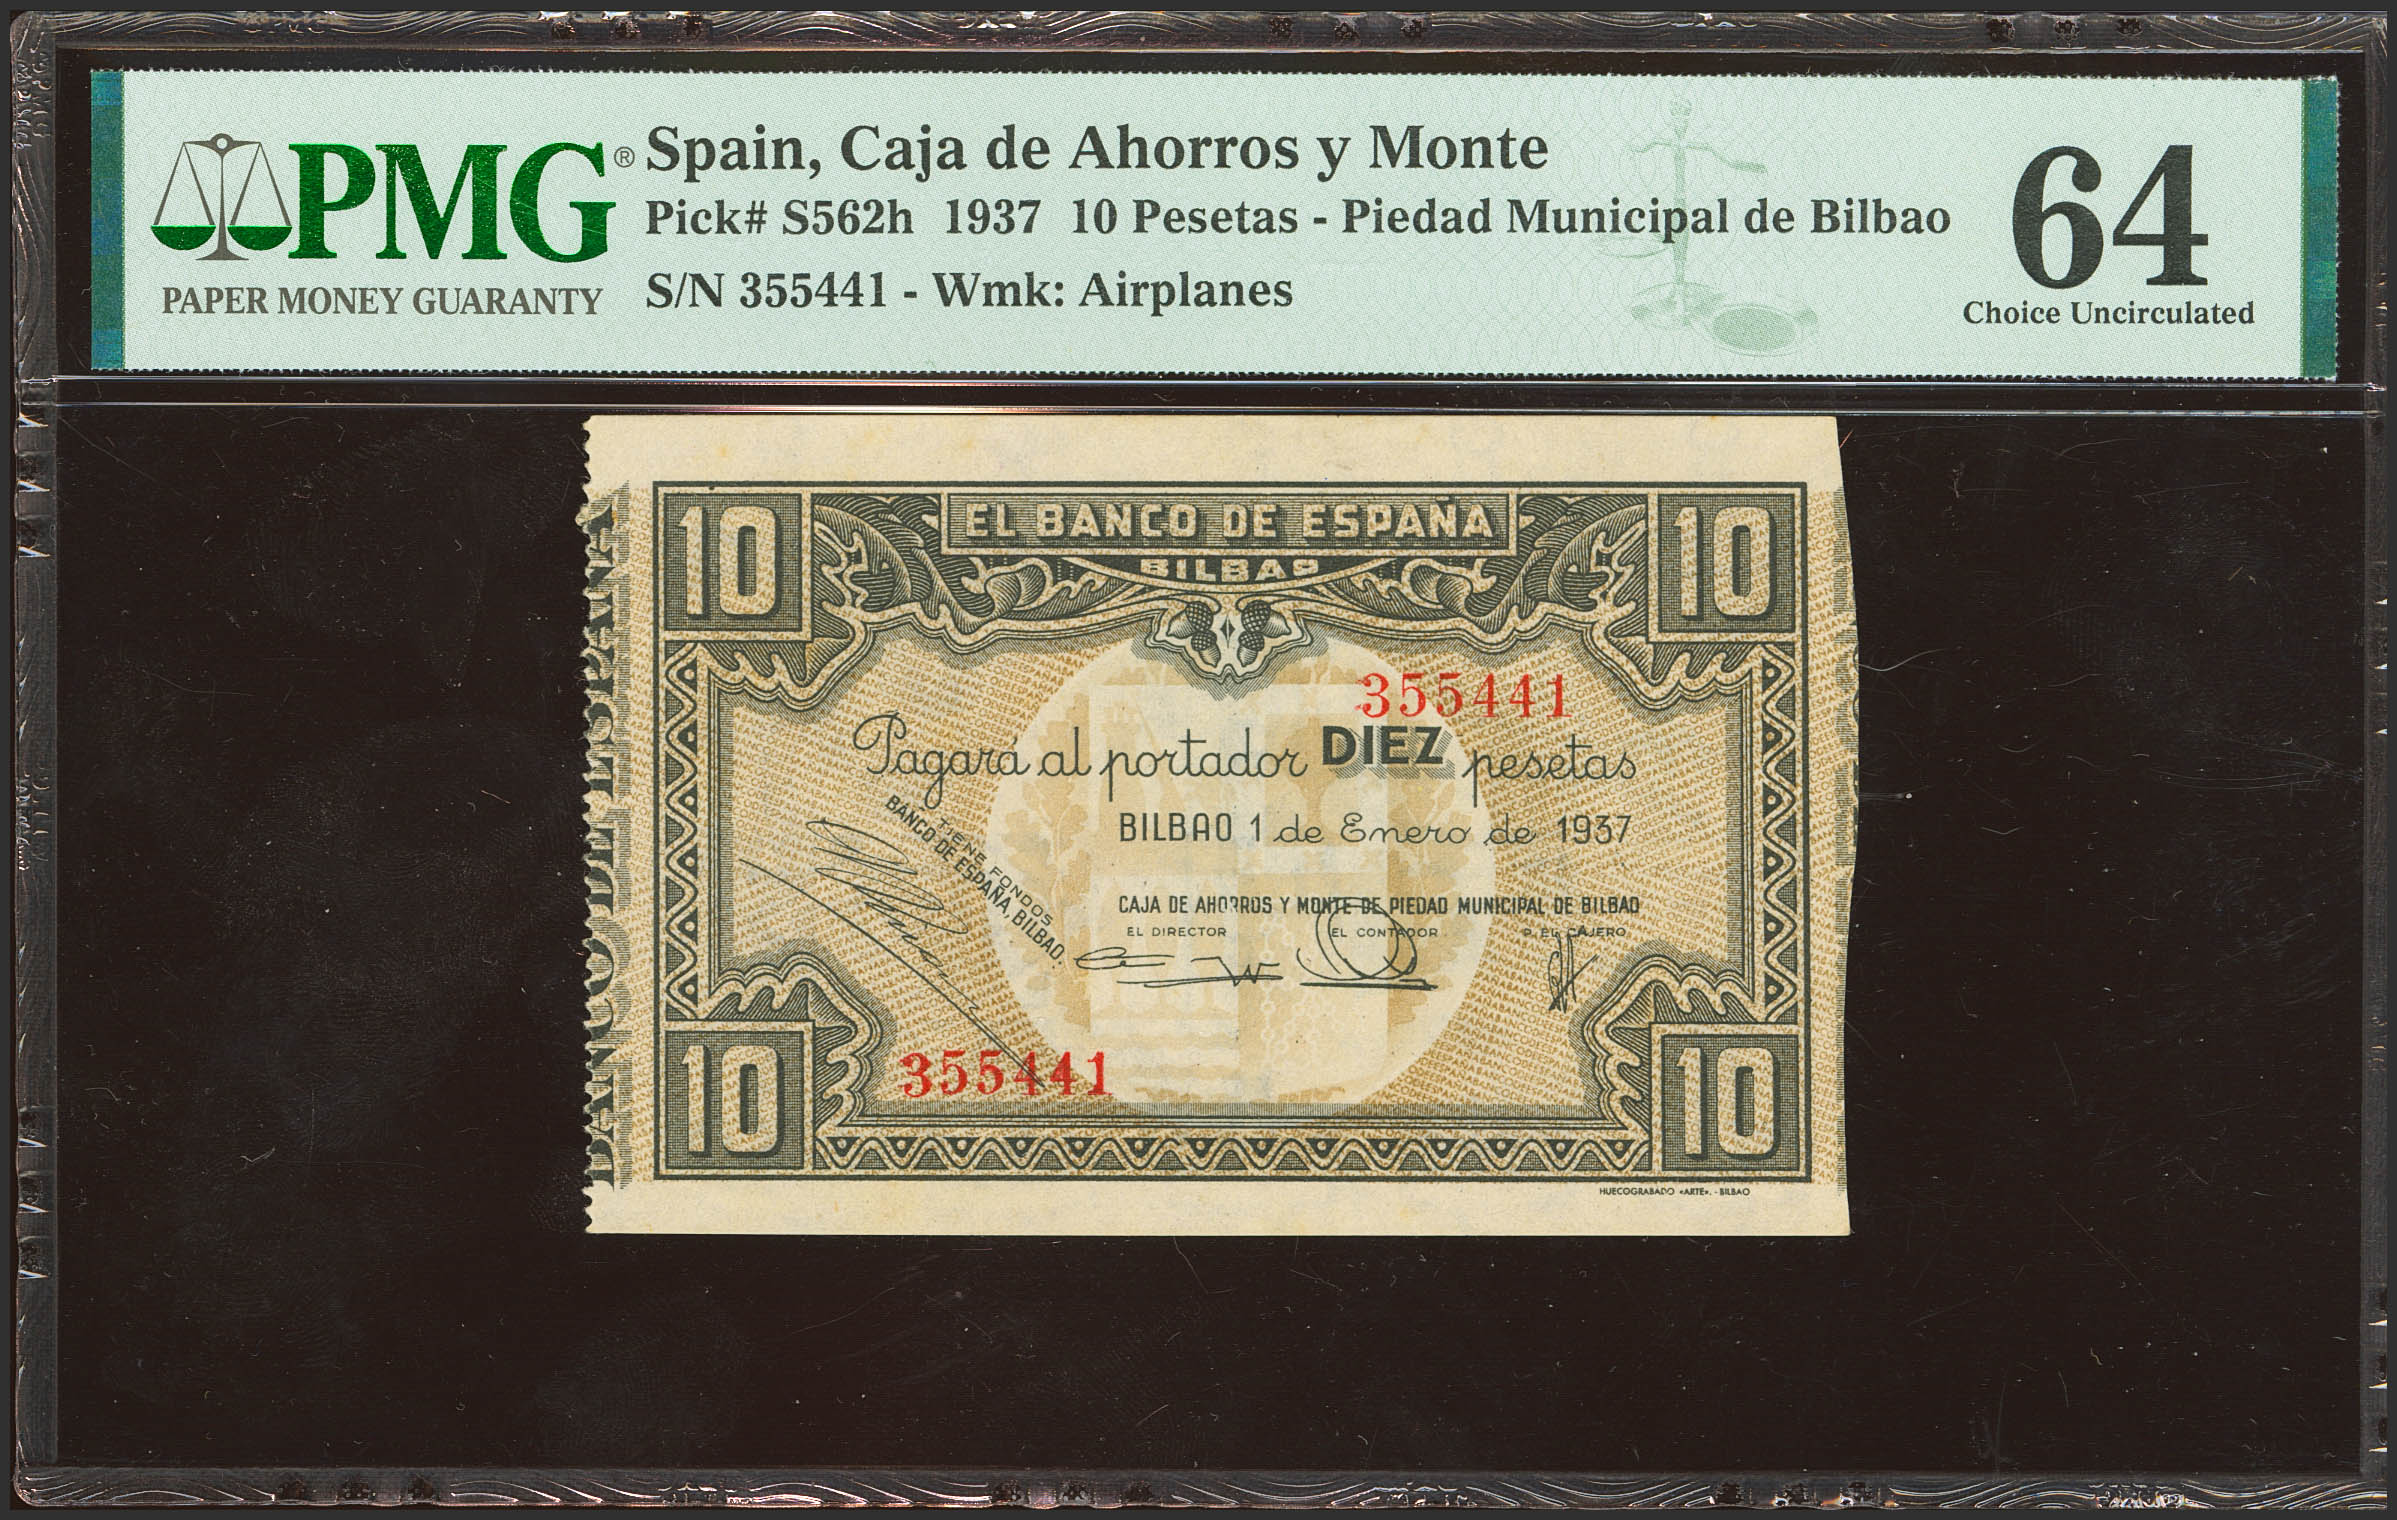 PMG®
PAPER MONEY GUARANTY
Spain, Caja de Ahorros y Monte
Pick# S562h 1937 10 Pesetas - Piedad Municipal de Bilbao
S/N 355441 - Wmk: Airplanes
64
Choice Uncirculated
BANCO DE ESPAÑA
10
EL BANCO DE ESPAÑA
10
BILBAO
355441
Pagará al portador DIEZ pesetas
BILBAO 1 de Enero de 1937
TIENE FONDOS
BANCO DE ESPAÑA, BILBAO.
CAJA DE AHORROS Y MONTE DE PIEDAD MUNICIPAL DE BILBAO
EL DIRECTOR EL CONTADOR P. EL CAJERO
355441
10
10
HUECOGRABADO «ARTE». - BILBAO